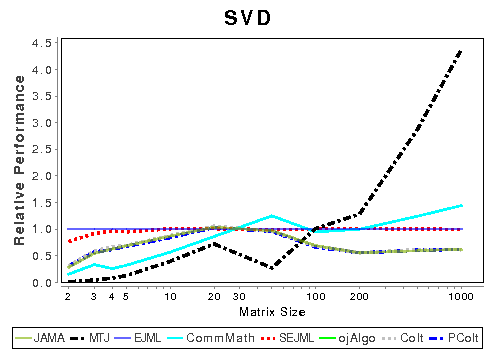 SVD
Relative Performance
4.5
4.0
3.5
3.0
2.5
2.0
1.5
1.0
0.5
0.0
2 3 4 5 10 20 30 100 200 1000
Matrix Size
JAMA MTJ EJML CommMath SEJML ojAlgo Colt PColt